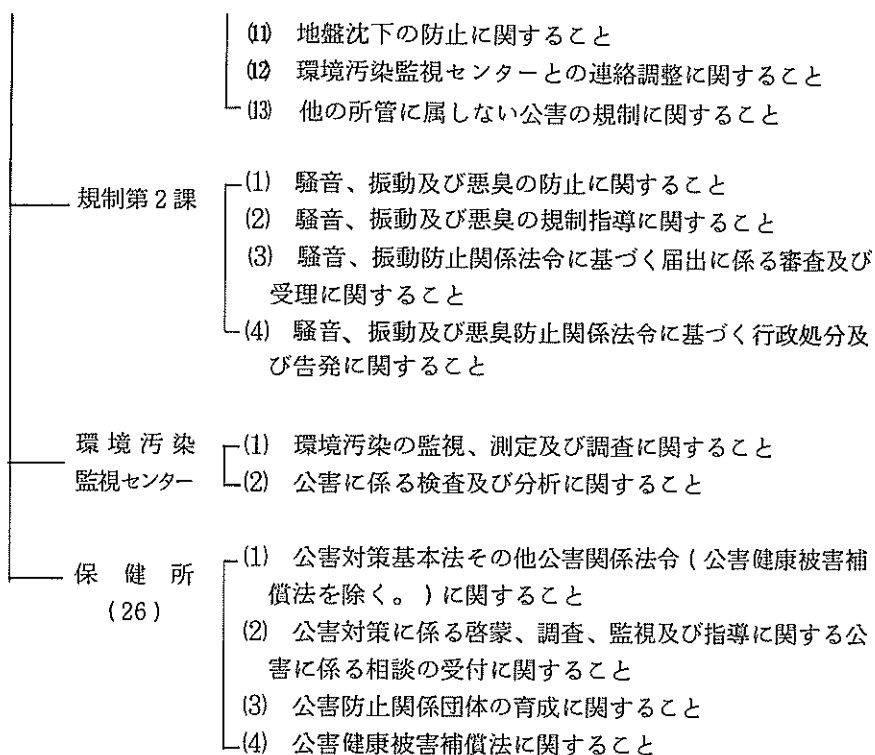 (11) 地盤沈下の防止に関すること
(12) 環境汚染監視センターとの連絡調整に関すること
(13) 他の所管に属しない公害の規制に関すること
規制第2課
(1) 騒音、振動及び悪臭の防止に関すること
(2) 騒音、振動及び悪臭の規制指導に関すること
(3) 騒音、振動防止関係法令に基づく届出に係る審査及び
受理に関すること
(4) 騒音、振動及び悪臭防止関係法令に基づく行政処分及
び告発に関すること
環境汚染
監視センター
(1) 環境汚染の監視、測定及び調査に関すること
(2) 公害に係る検査及び分析に関すること
保健所
(26)
(1) 公害対策基本法その他公害関係法令(公害健康被害補
償法を除く。)に関すること
(2) 公害対策に係る啓蒙、調査、監視及び指導に関する公
害に係る相談の受付に関すること
(3) 公害防止関係団体の育成に関すること
(4) 公害健康被害補償法に関すること